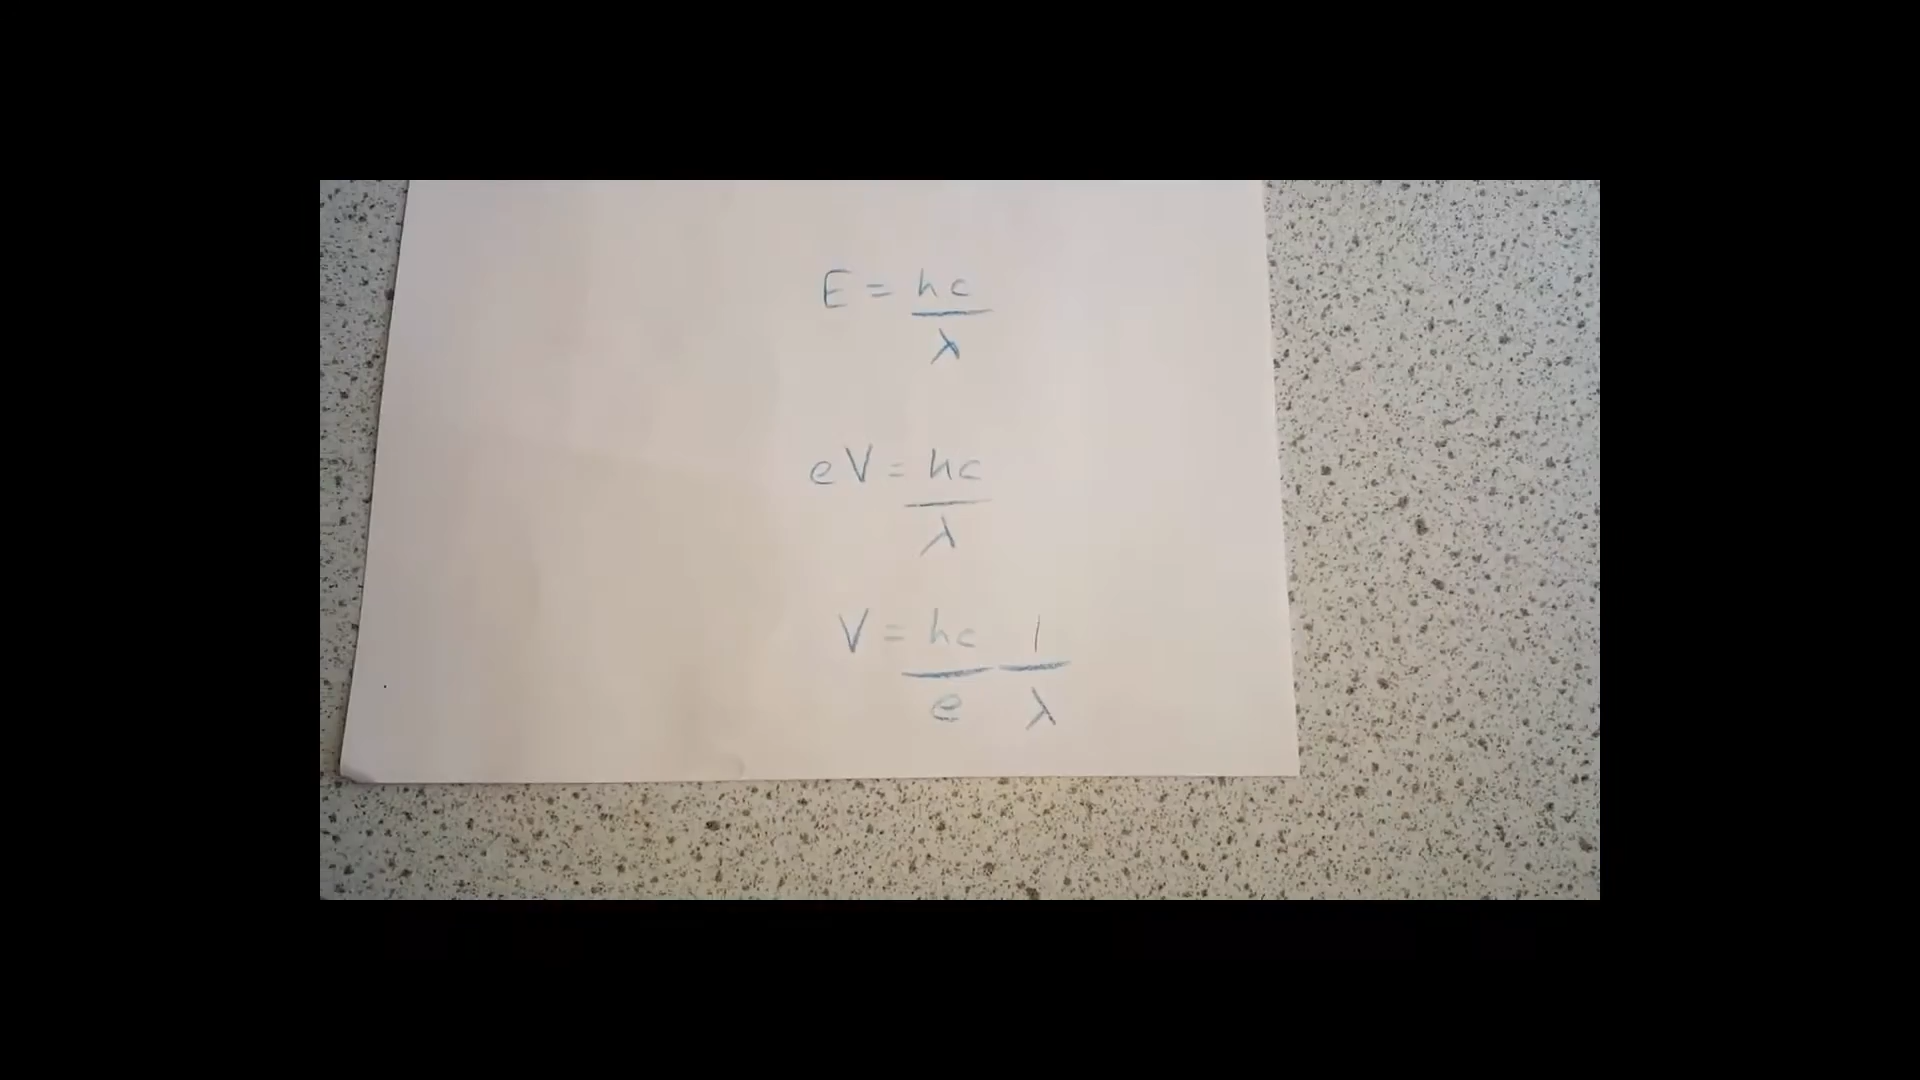 E = hc/λ
eV = hc/λ
V = hc/e 1/λ